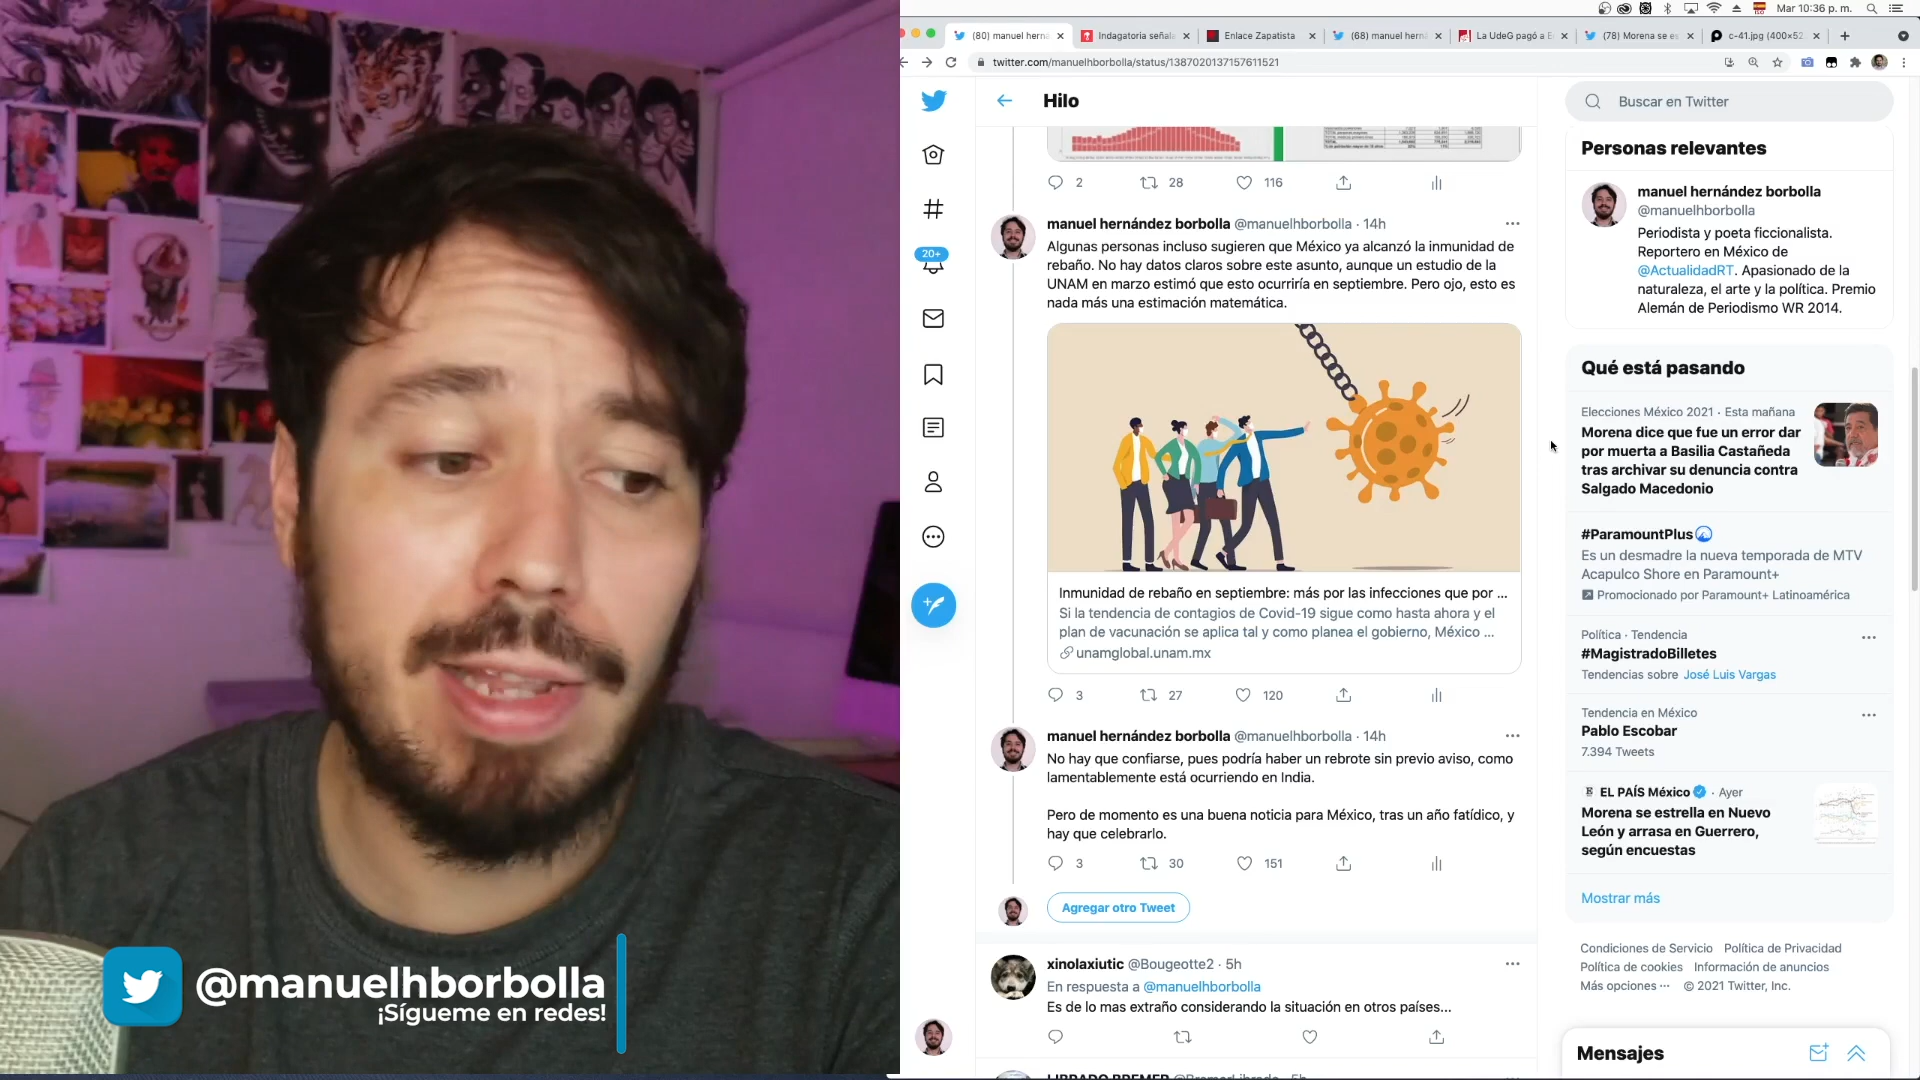 Mar 10:36 p. m.
(80) manuel herná
Indagatoria señala
Enlace Zapatista
(68) manuel herná
La UdeG pagó a E
(78) Morena se es
c-41.jpg (400×52
twitter.com/manuelhborbolla/status/1387020137157611521
Hilo
2
28
116
manuel hernández borbolla @manuelhborbolla · 14h
Algunas personas incluso sugieren que México ya alcanzó la inmunidad de
rebaño. No hay datos claros sobre este asunto, aunque un estudio de la
UNAM en marzo estimó que esto ocurriría en septiembre. Pero ojo, esto es
nada más una estimación matemática.
Inmunidad de rebaño en septiembre: más por las infecciones que por ...
Si la tendencia de contagios de Covid-19 sigue como hasta ahora y el
plan de vacunación se aplica tal y como planea el gobierno, México ...
unamglobal.unam.mx
3
27
120
manuel hernández borbolla @manuelhborbolla · 14h
No hay que confiarse, pues podría haber un rebrote sin previo aviso, como
lamentablemente está ocurriendo en India.
Pero de momento es una buena noticia para México, tras un año fatídico, y
hay que celebrarlo.
3
30
151
Agregar otro Tweet
xinolaxiutic @Bougeotte2 · 5h
En respuesta a @manuelhborbolla
Es de lo mas extraño considerando la situación en otros países...
20+
Buscar en Twitter
Personas relevantes
manuel hernández borbolla
@manuelhborbolla
Periodista y poeta ficcionalista.
Reportero en México de
@ActualidadRT. Apasionado de la
naturaleza, el arte y la política. Premio
Alemán de Periodismo WR 2014.
Qué está pasando
Elecciones México 2021 · Esta mañana
Morena dice que fue un error dar
por muerta a Basilia Castañeda
tras archivar su denuncia contra
Salgado Macedonio
#ParamountPlus
Es un desmadre la nueva temporada de MTV
Acapulco Shore en Paramount+
Promocionado por Paramount+ Latinoamérica
Política · Tendencia
#MagistradoBilletes
Tendencias sobre José Luis Vargas
Tendencia en México
Pablo Escobar
7.394 Tweets
EL PAÍS México · Ayer
Morena se estrella en Nuevo
León y arrasa en Guerrero,
según encuestas
Mostrar más
Condiciones de Servicio Política de Privacidad
Política de cookies Información de anuncios
Más opciones ··· © 2021 Twitter, Inc.
Mensajes
@manuelhborbolla
¡Sígueme en redes!